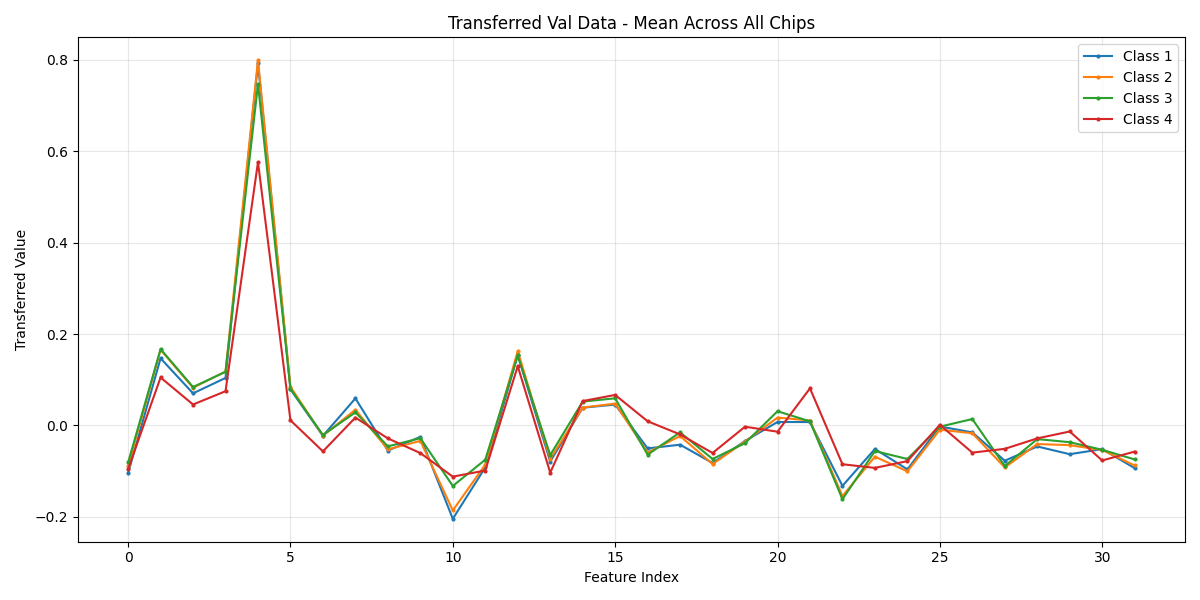 Transferred Val Data - Mean Across All Chips
Transferred Value
0.8
0.6
0.4
0.2
0.0
−0.2
Class 1
Class 2
Class 3
Class 4
0 5 10 15 20 25 30
Feature Index